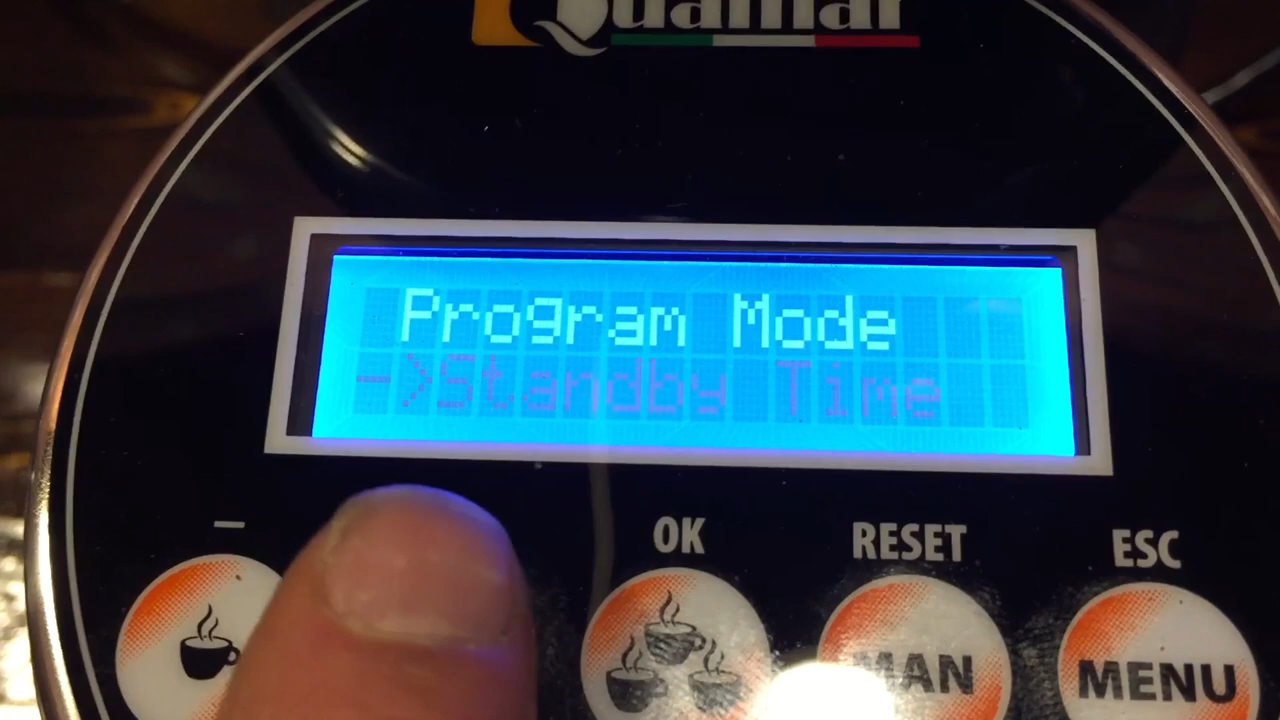 Quamar
Program Mode
->Standby Time
— OK RESET ESC
MAN MENU